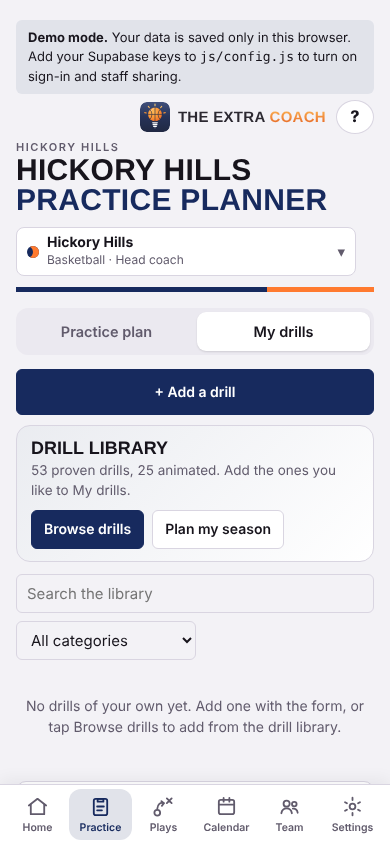 Demo mode. Your data is saved only in this browser.
Add your Supabase keys to js/config.js to turn on
sign-in and staff sharing.
THE EXTRA COACH
?
HICKORY HILLS
HICKORY HILLS
PRACTICE PLANNER
Hickory Hills
Basketball · Head coach
▾
Practice plan
My drills
+ Add a drill
DRILL LIBRARY
53 proven drills, 25 animated. Add the ones you
like to My drills.
Browse drills
Plan my season
Search the library
All categories
No drills of your own yet. Add one with the form, or
tap Browse drills to add from the drill library.
Home
Practice
Plays
Calendar
Team
Settings